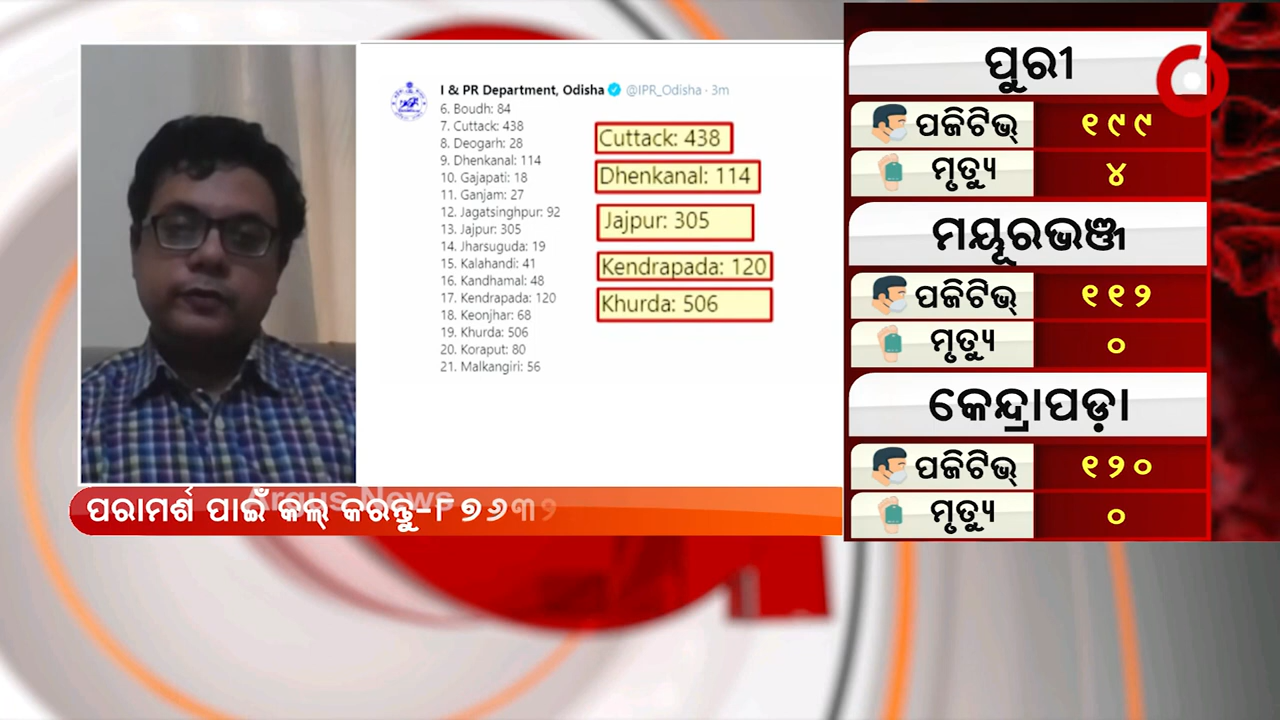 I & PR Department, Odisha @IPR_Odisha · 3m
6. Boudh: 84
7. Cuttack: 438
8. Deogarh: 28
9. Dhenkanal: 114
10. Gajapati: 18
11. Ganjam: 27
12. Jagatsinghpur: 92
13. Jajpur: 305
14. Jharsuguda: 19
15. Kalahandi: 41
16. Kandhamal: 48
17. Kendrapada: 120
18. Keonjhar: 68
19. Khurda: 506
20. Koraput: 80
21. Malkangiri: 56
Cuttack: 438
Dhenkanal: 114
Jajpur: 305
Kendrapada: 120
Khurda: 506
ପୁରୀ
ପଜିଟିଭ୍ ୧୯୯
ମୃତ୍ୟୁ ୪
ମୟୂରଭଞ୍ଜ
ପଜିଟିଭ୍ ୧୧୨
ମୃତ୍ୟୁ ୦
କେନ୍ଦ୍ରାପଡ଼ା
ପଜିଟିଭ୍ ୧୨୦
ମୃତ୍ୟୁ ୦
Argus News
ପରାମର୍ଶ ପାଇଁ କଲ୍ କରନ୍ତୁ-୮୭୬୩୨